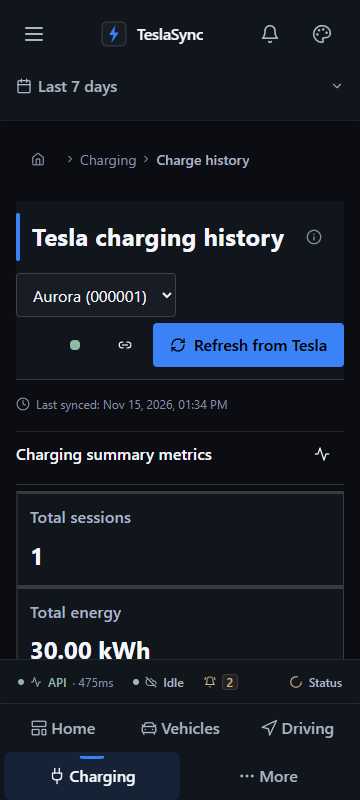 TeslaSync
Last 7 days
Charging Charge history
Tesla charging history
Aurora (000001)
Refresh from Tesla
Last synced: Nov 15, 2026, 01:34 PM
Charging summary metrics
Total sessions
1
Total energy
30.00 kWh
API · 475ms Idle 2 Status
Home Vehicles Driving
Charging More